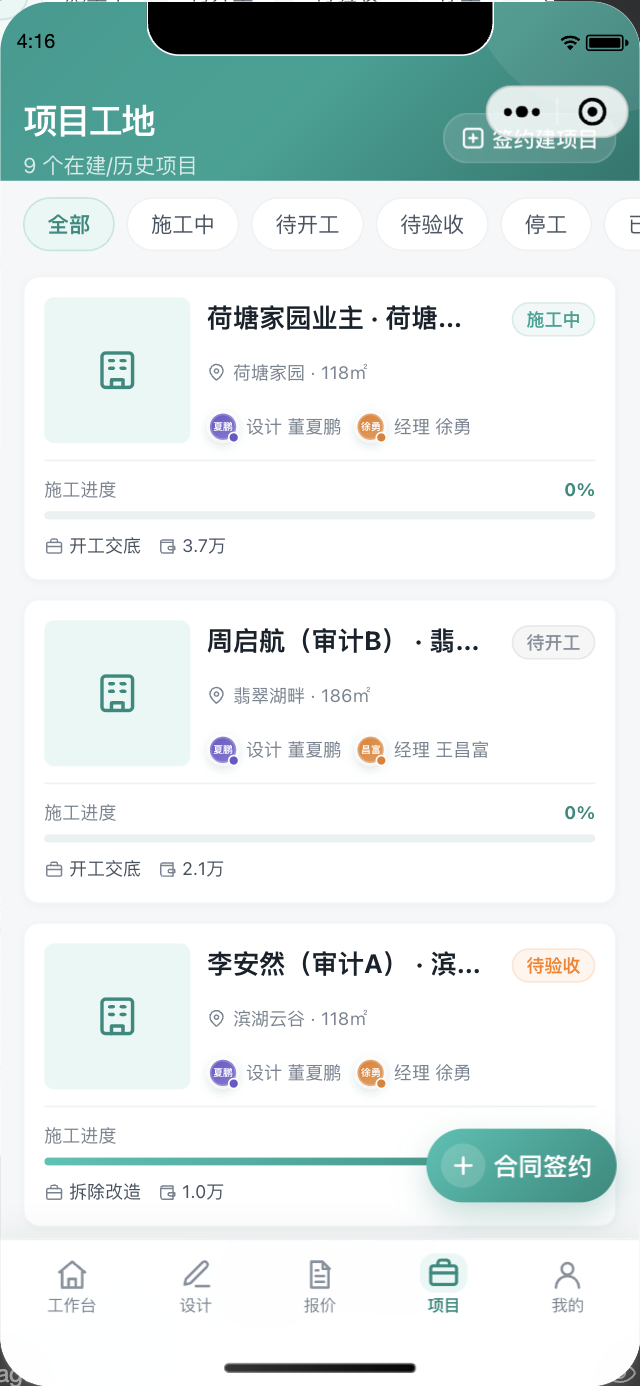 4:16
项目工地
签约建项目
9 个在建/历史项目
全部 施工中 待开工 待验收 停工
荷塘家园业主 · 荷塘... 施工中
荷塘家园 · 118㎡
夏鹏 设计 董夏鹏 徐勇 经理 徐勇
施工进度 0%
开工交底 3.7万
周启航（审计B） · 翡... 待开工
翡翠湖畔 · 186㎡
夏鹏 设计 董夏鹏 昌富 经理 王昌富
施工进度 0%
开工交底 2.1万
李安然（审计A） · 滨... 待验收
滨湖云谷 · 118㎡
夏鹏 设计 董夏鹏 徐勇 经理 徐勇
施工进度
合同签约
拆除改造 1.0万
工作台 设计 报价 项目 我的